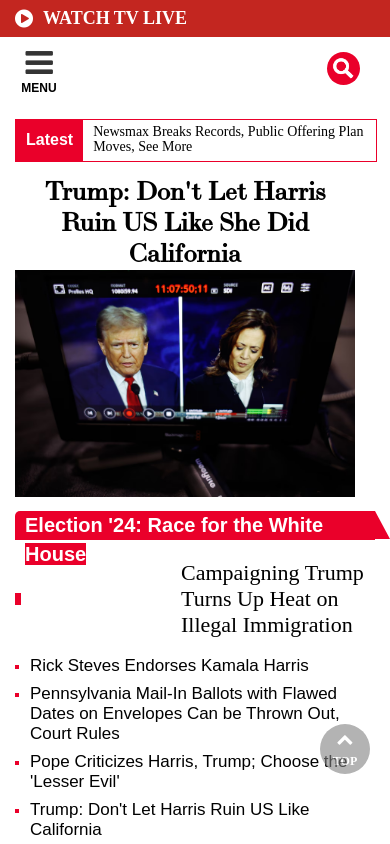 WATCH TV LIVE
MENU
Latest
Newsmax Breaks Records, Public Offering Plan
Moves, See More
Trump: Don't Let Harris
Ruin US Like She Did
California
11:07:50:11
SDI
Election '24: Race for the White
House
Campaigning Trump
Turns Up Heat on
Illegal Immigration
Rick Steves Endorses Kamala Harris
Pennsylvania Mail-In Ballots with Flawed
Dates on Envelopes Can be Thrown Out,
Court Rules
Pope Criticizes Harris, Trump; Choose the
'Lesser Evil'
TOP
Trump: Don't Let Harris Ruin US Like
California